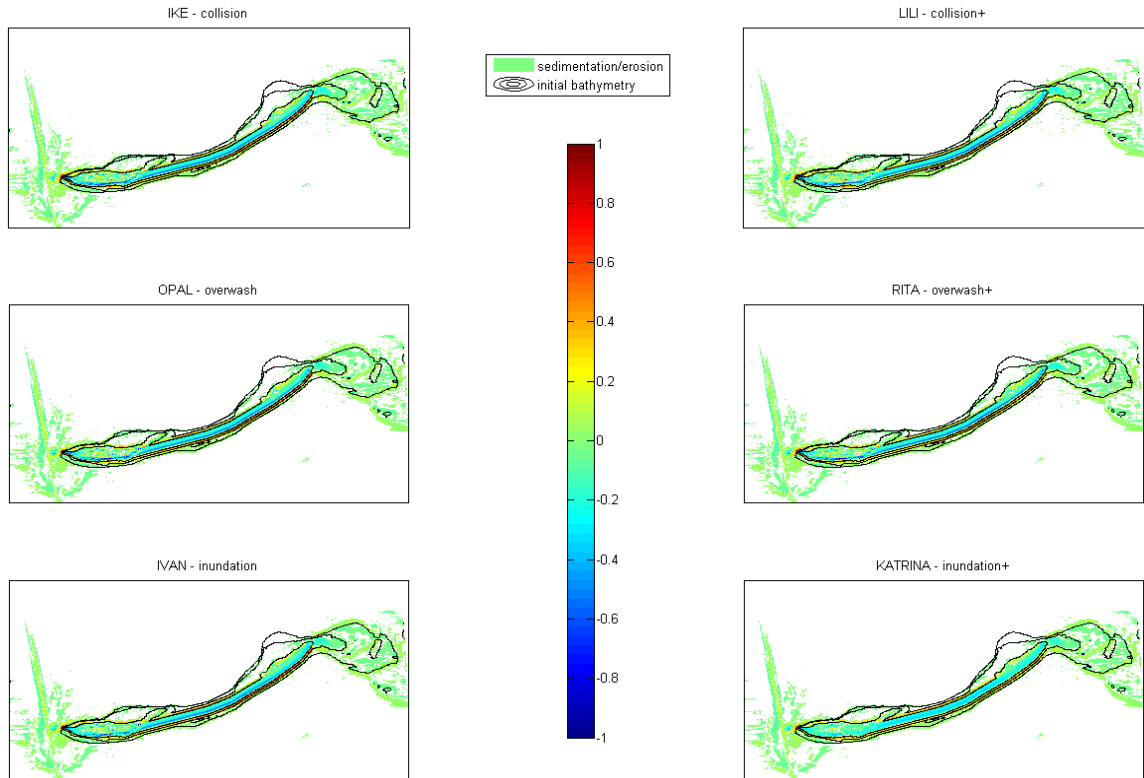 IKE - collision
LILI - collision+
sedimentation/erosion
initial bathymetry
1
0.8
0.6
0.4
0.2
0
-0.2
-0.4
-0.6
-0.8
-1
OPAL - overwash
RITA - overwash+
IVAN - inundation
KATRINA - inundation+